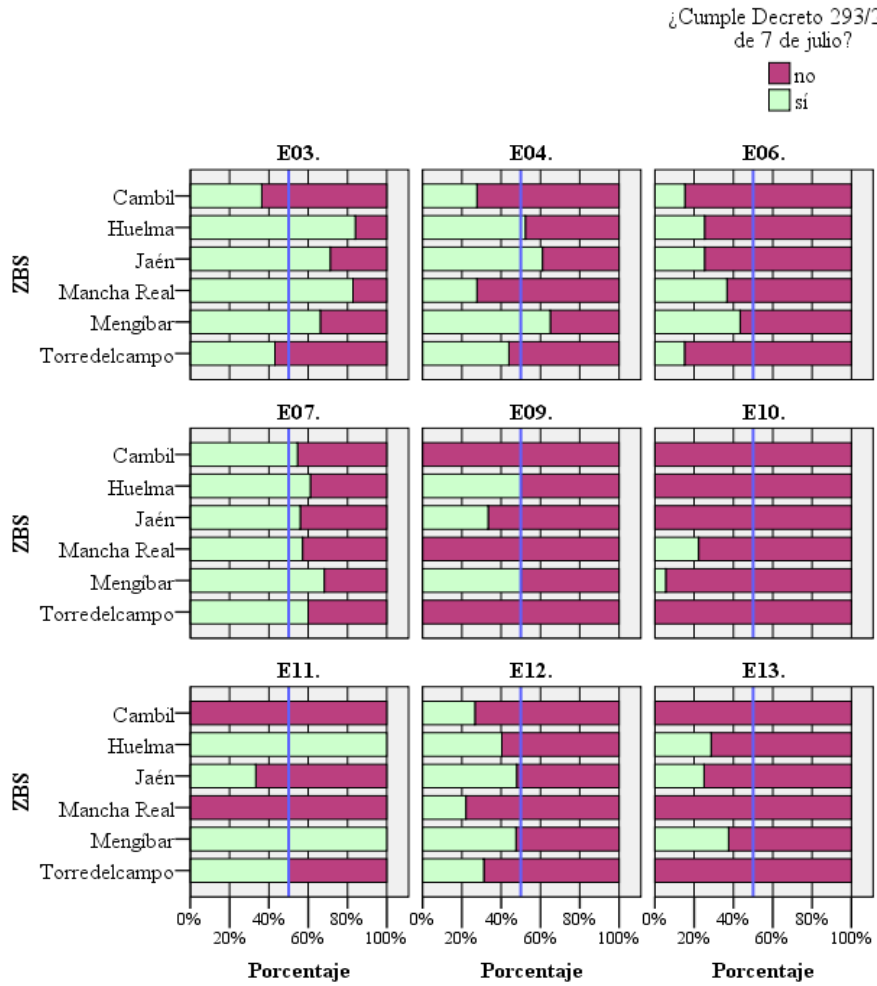 ¿Cumple Decreto 293/2
de 7 de julio?
no
sí
E03. E04. E06.
ZBS
Cambil
Huelma
Jaén
Mancha Real
Mengíbar
Torredelcampo
E07. E09. E10.
ZBS
Cambil
Huelma
Jaén
Mancha Real
Mengíbar
Torredelcampo
E11. E12. E13.
ZBS
Cambil
Huelma
Jaén
Mancha Real
Mengíbar
Torredelcampo
0% 40% 80% 0% 40% 80% 0% 40% 80%
20% 60% 100% 20% 60% 100% 20% 60% 100%
Porcentaje Porcentaje Porcentaje